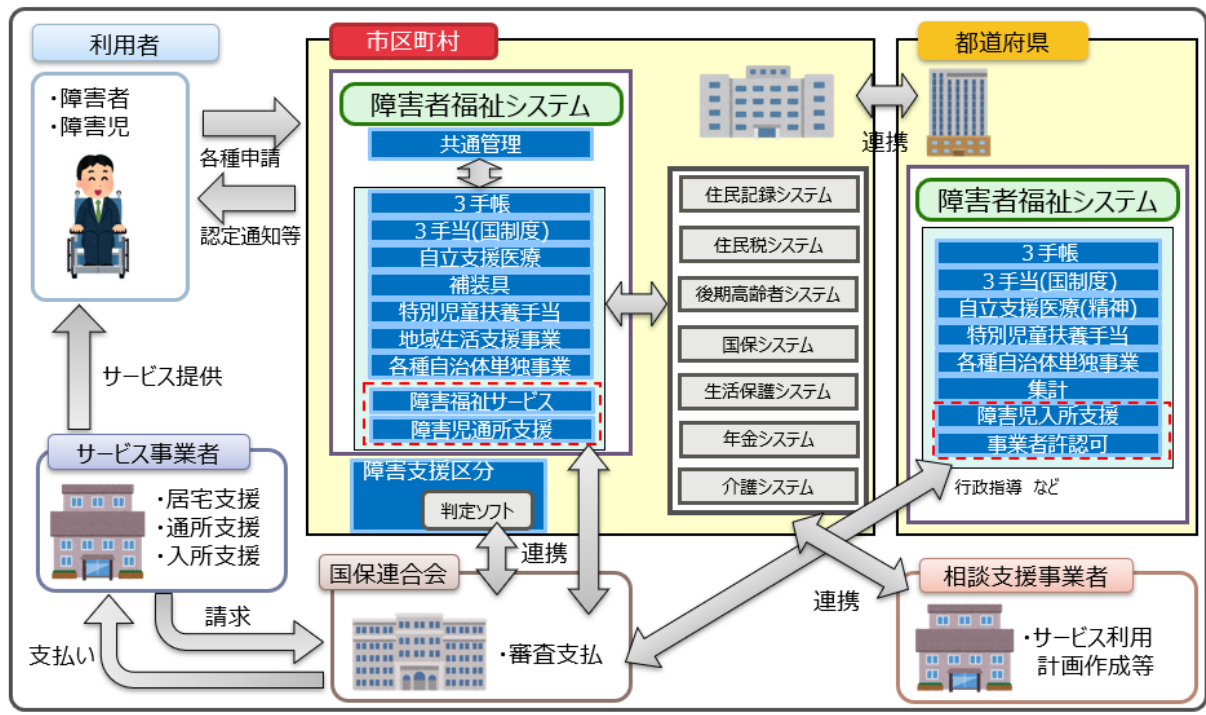 利用者
・障害者
・障害児
各種申請
認定通知等
サービス提供
サービス事業者
・居宅支援
・通所支援
・入所支援
請求
支払い
市区町村
障害者福祉システム
共通管理
３手帳
３手当(国制度)
自立支援医療
補装具
特別児童扶養手当
地域生活支援事業
各種自治体単独事業
障害福祉サービス
障害児通所支援
障害支援区分
判定ソフト
連携
住民記録システム
住民税システム
後期高齢者システム
国保システム
生活保護システム
年金システム
介護システム
連携
都道府県
障害者福祉システム
３手帳
３手当(国制度)
自立支援医療(精神)
特別児童扶養手当
各種自治体単独事業
集計
障害児入所支援
事業者許認可
行政指導 など
国保連合会
・審査支払
連携
相談支援事業者
・サービス利用
計画作成等